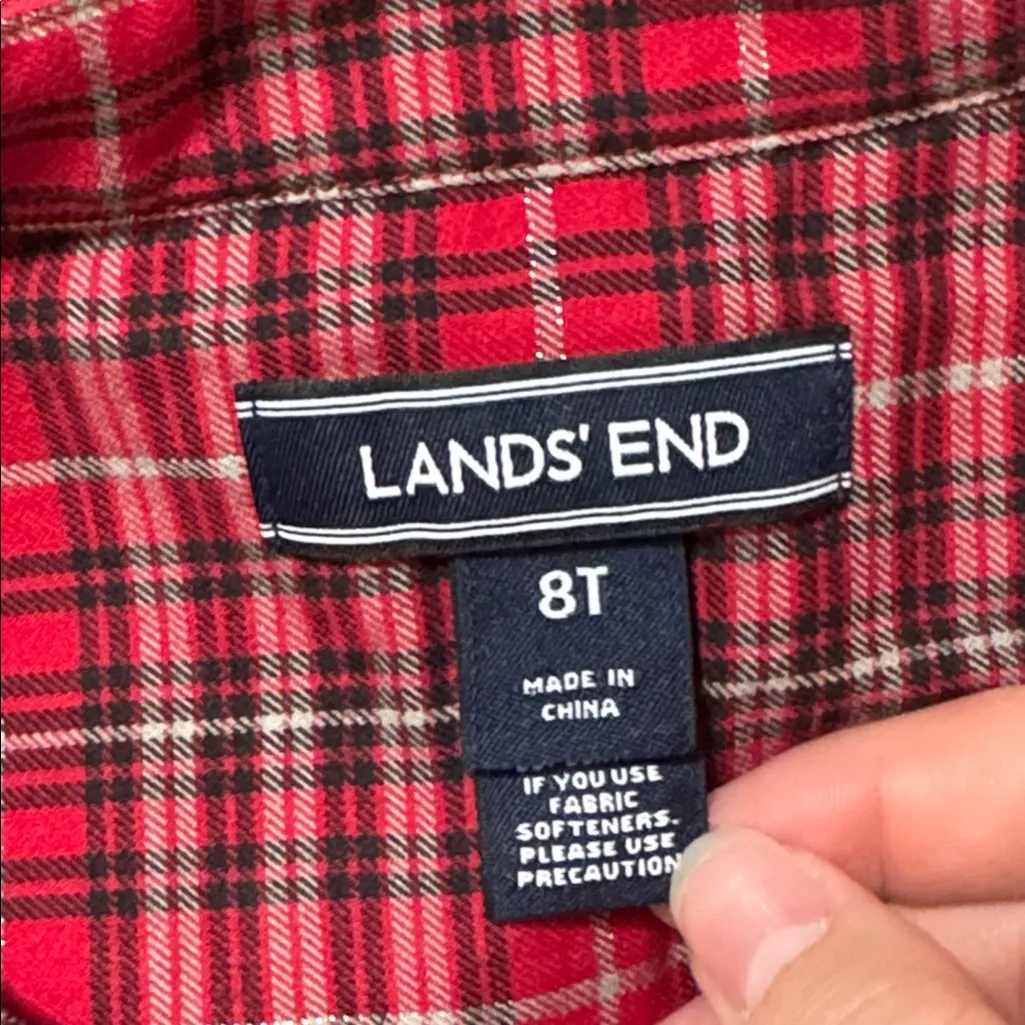 LANDS' END
8T
MADE IN
CHINA
IF YOU USE
FABRIC
SOFTENERS.
PLEASE USE
PRECAUTION